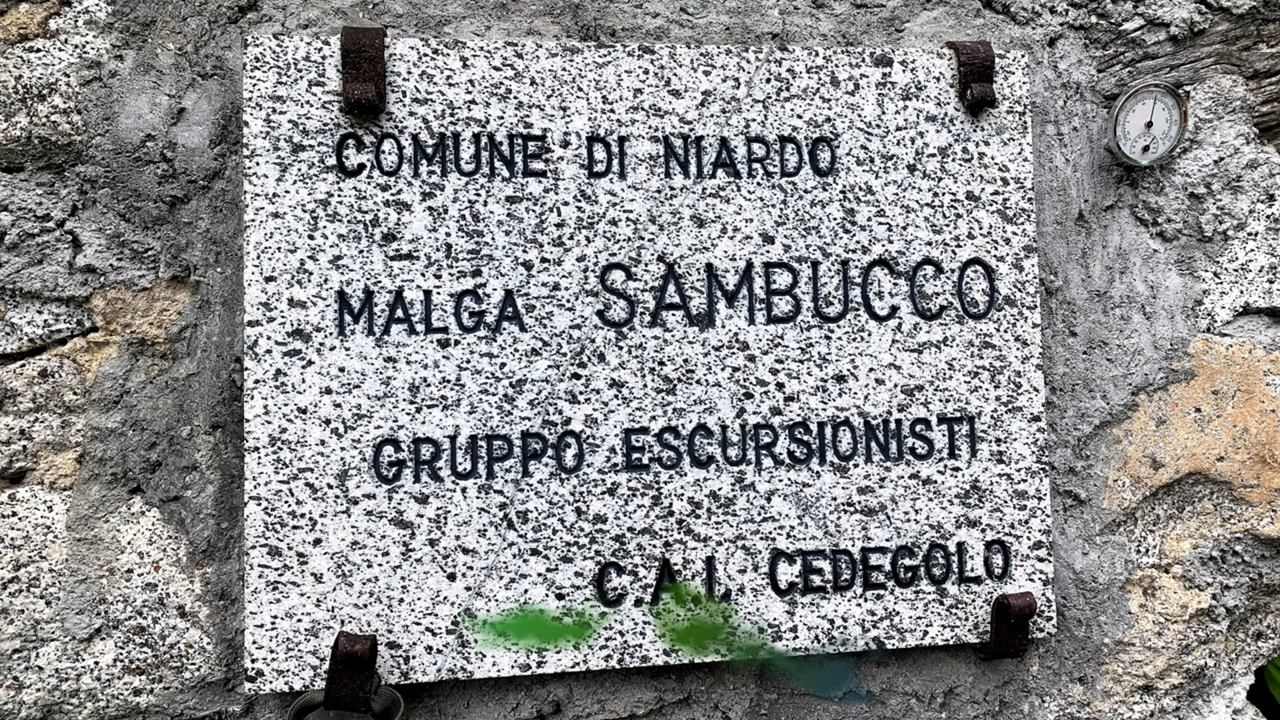 COMUNE DI NIARDO
MALGA SAMBUCCO
GRUPPO ESCURSIONISTI
C.A.I. CEDEGOLO